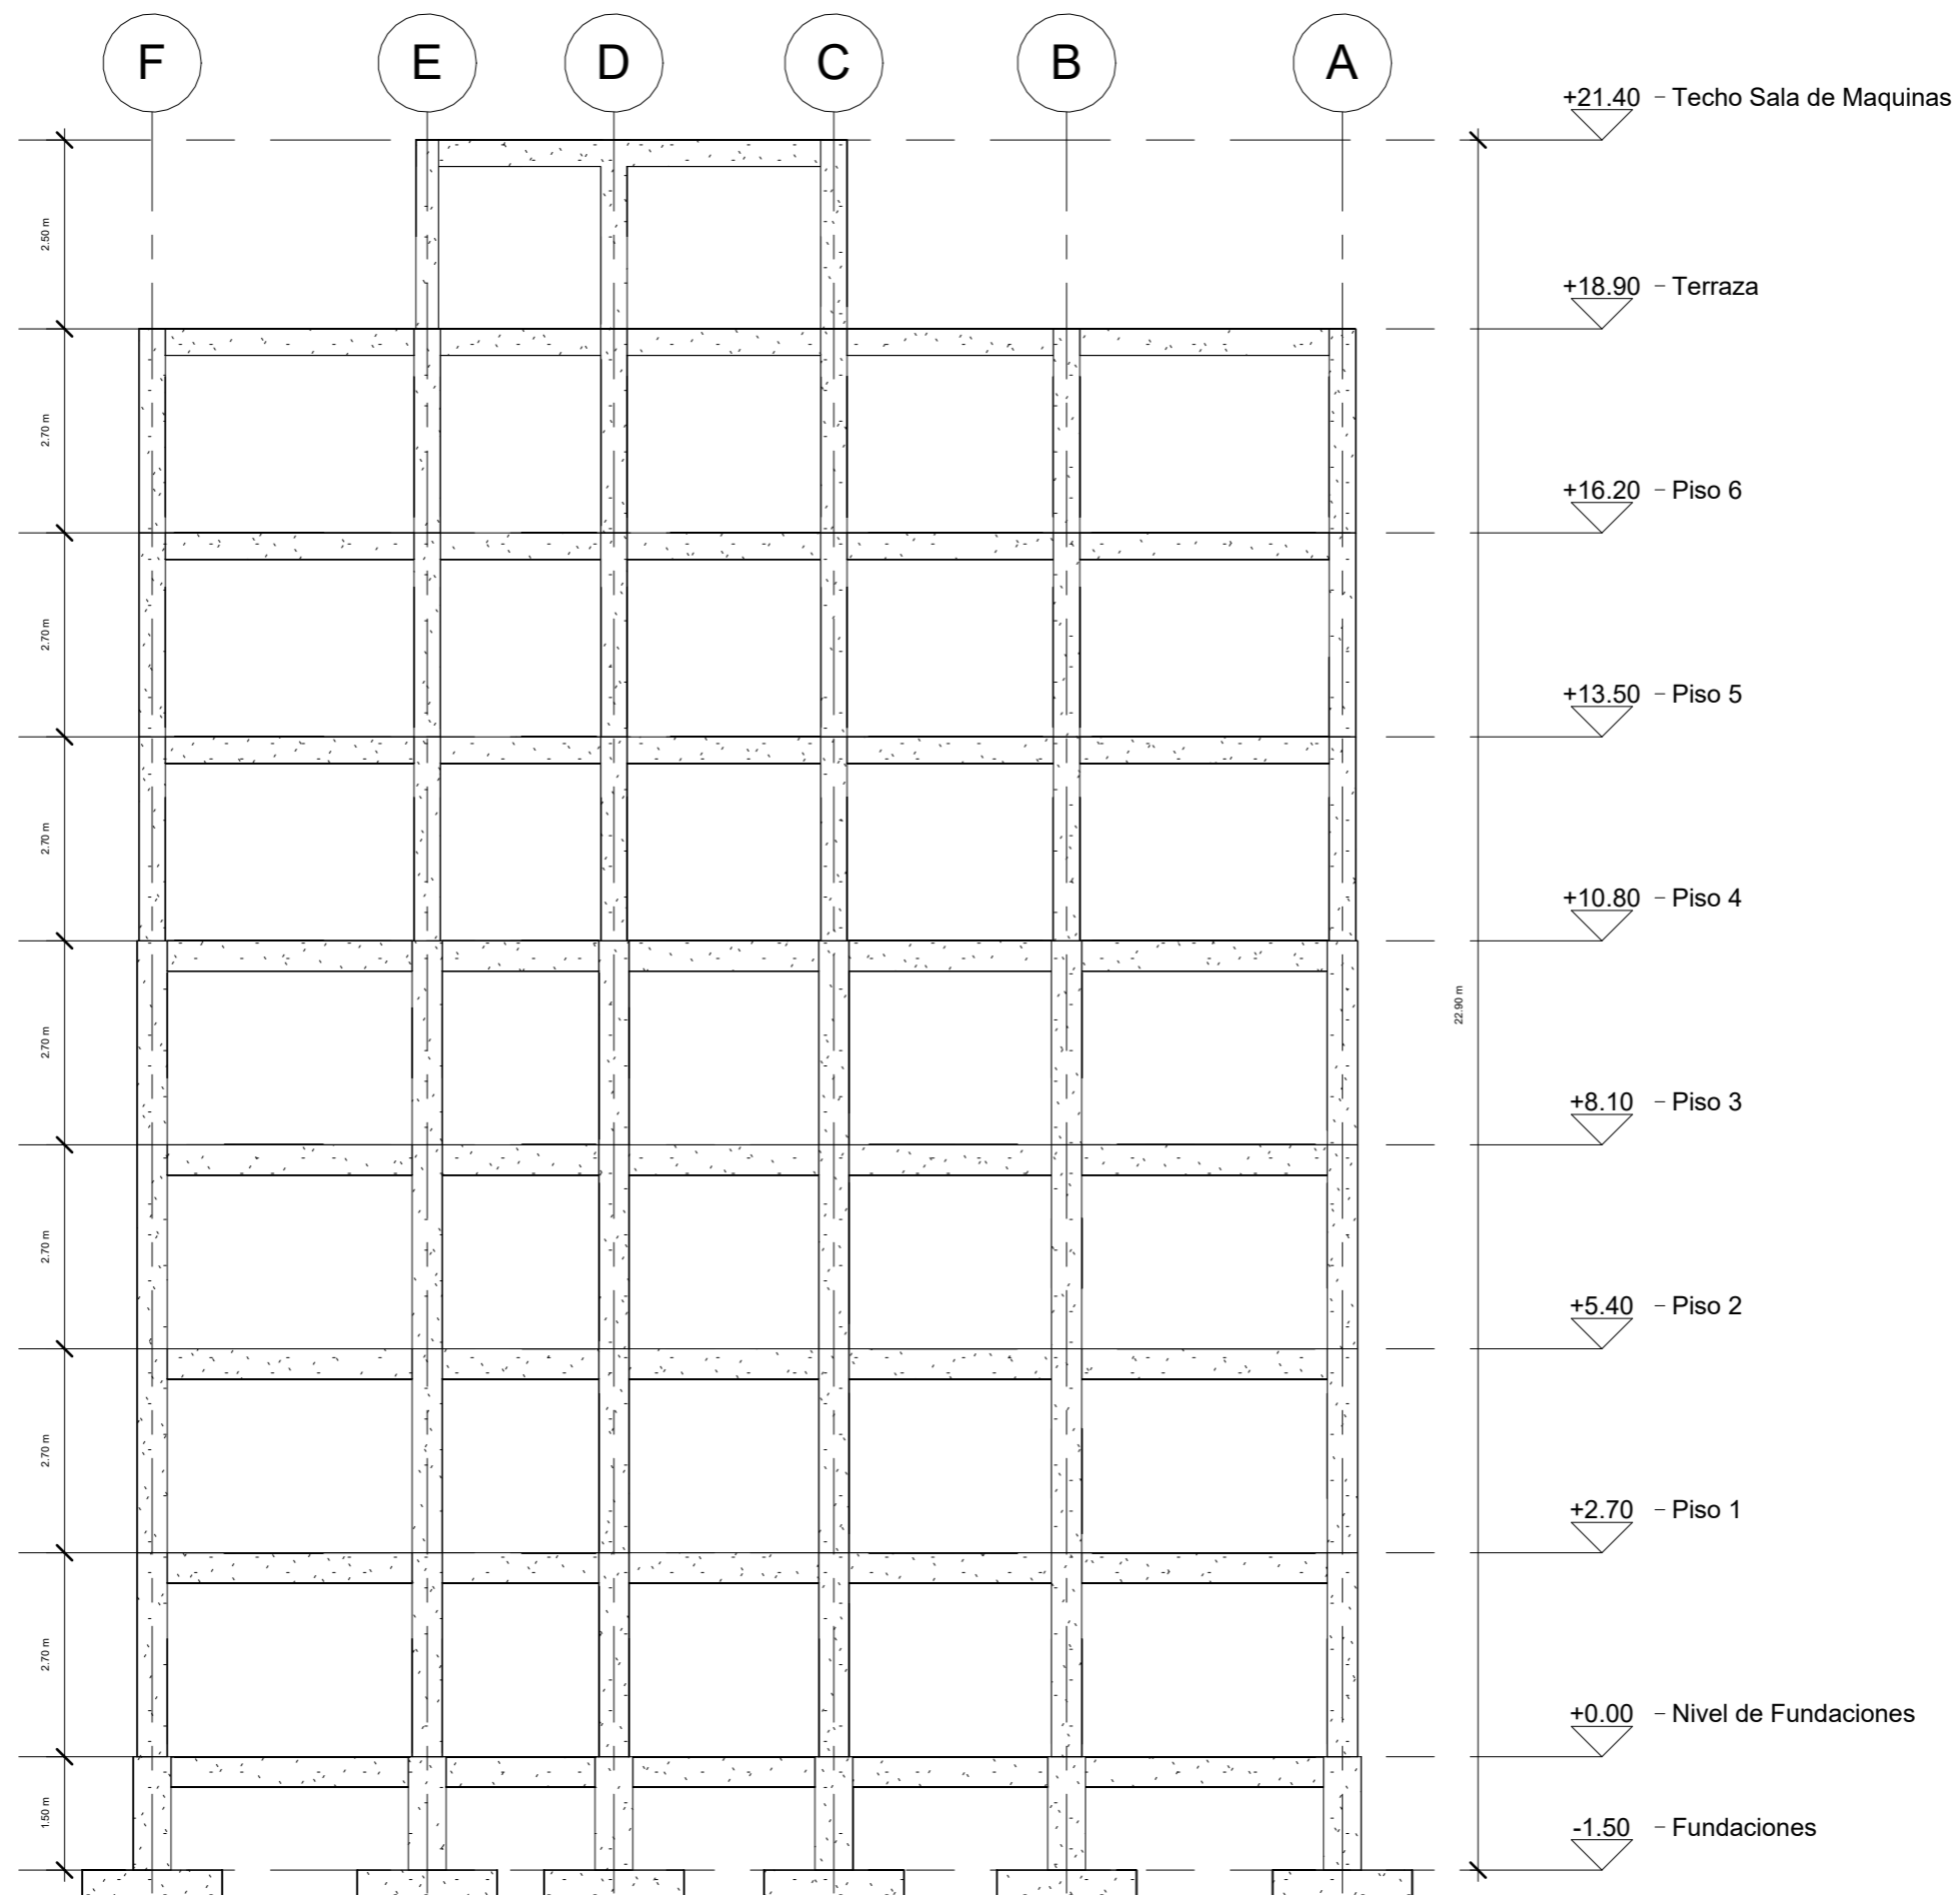 F E D C B A
+21.40 - Techo Sala de Maquinas
2.50 m
+18.90 - Terraza
2.70 m
+16.20 - Piso 6
2.70 m
+13.50 - Piso 5
2.70 m
+10.80 - Piso 4
2.70 m
22.90 m
+8.10 - Piso 3
2.70 m
+5.40 - Piso 2
2.70 m
+2.70 - Piso 1
2.70 m
+0.00 - Nivel de Fundaciones
1.50 m
-1.50 - Fundaciones